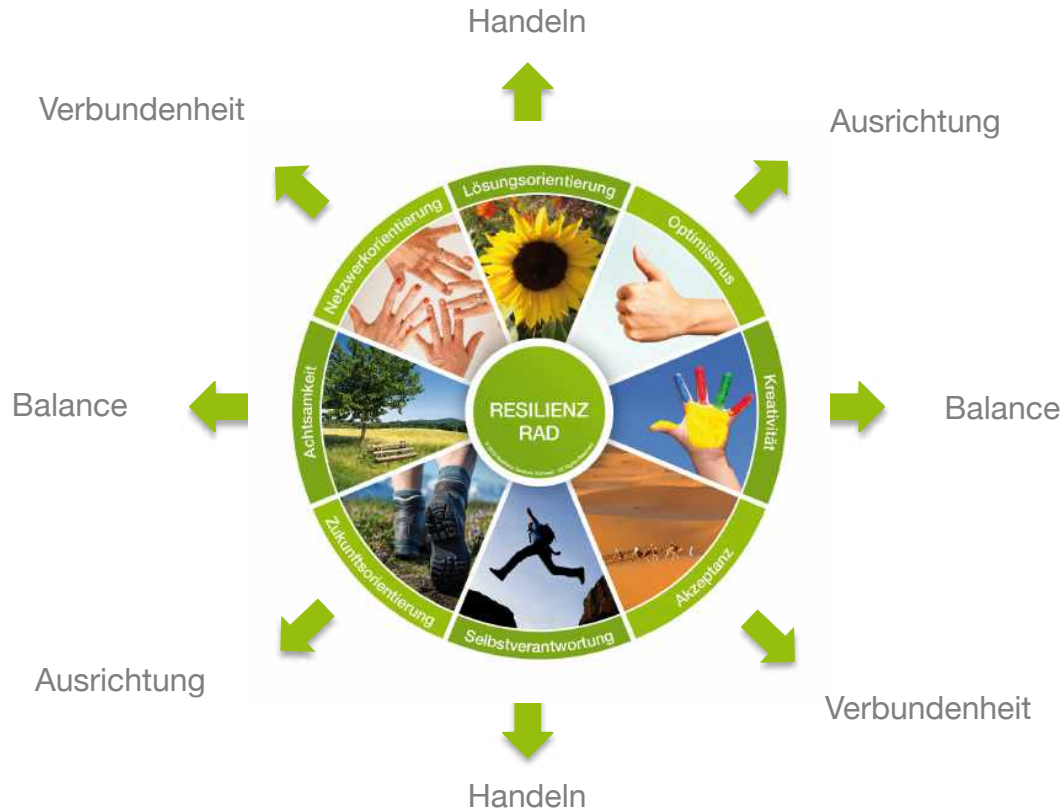 Handeln
Verbundenheit
Ausrichtung
Lösungsorientierung
Netzwerkorientierung
Optimismus
Achtsamkeit
Kreativität
Balance
RESILIENZ
RAD
Balance
Zukunftsorientierung
Akzeptanz
Selbstverantwortung
Ausrichtung
Verbundenheit
Handeln